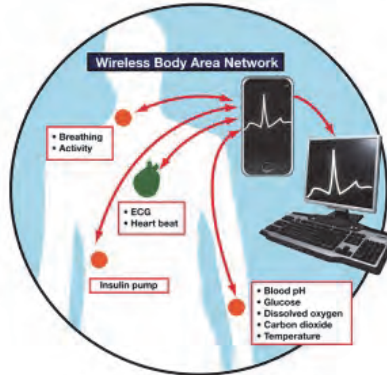 Wireless Body Area Network
• Breathing
• Activity
• ECG
• Heart beat
Insulin pump
• Blood pH
• Glucose
• Dissolved oxygen
• Carbon dioxide
• Temperature